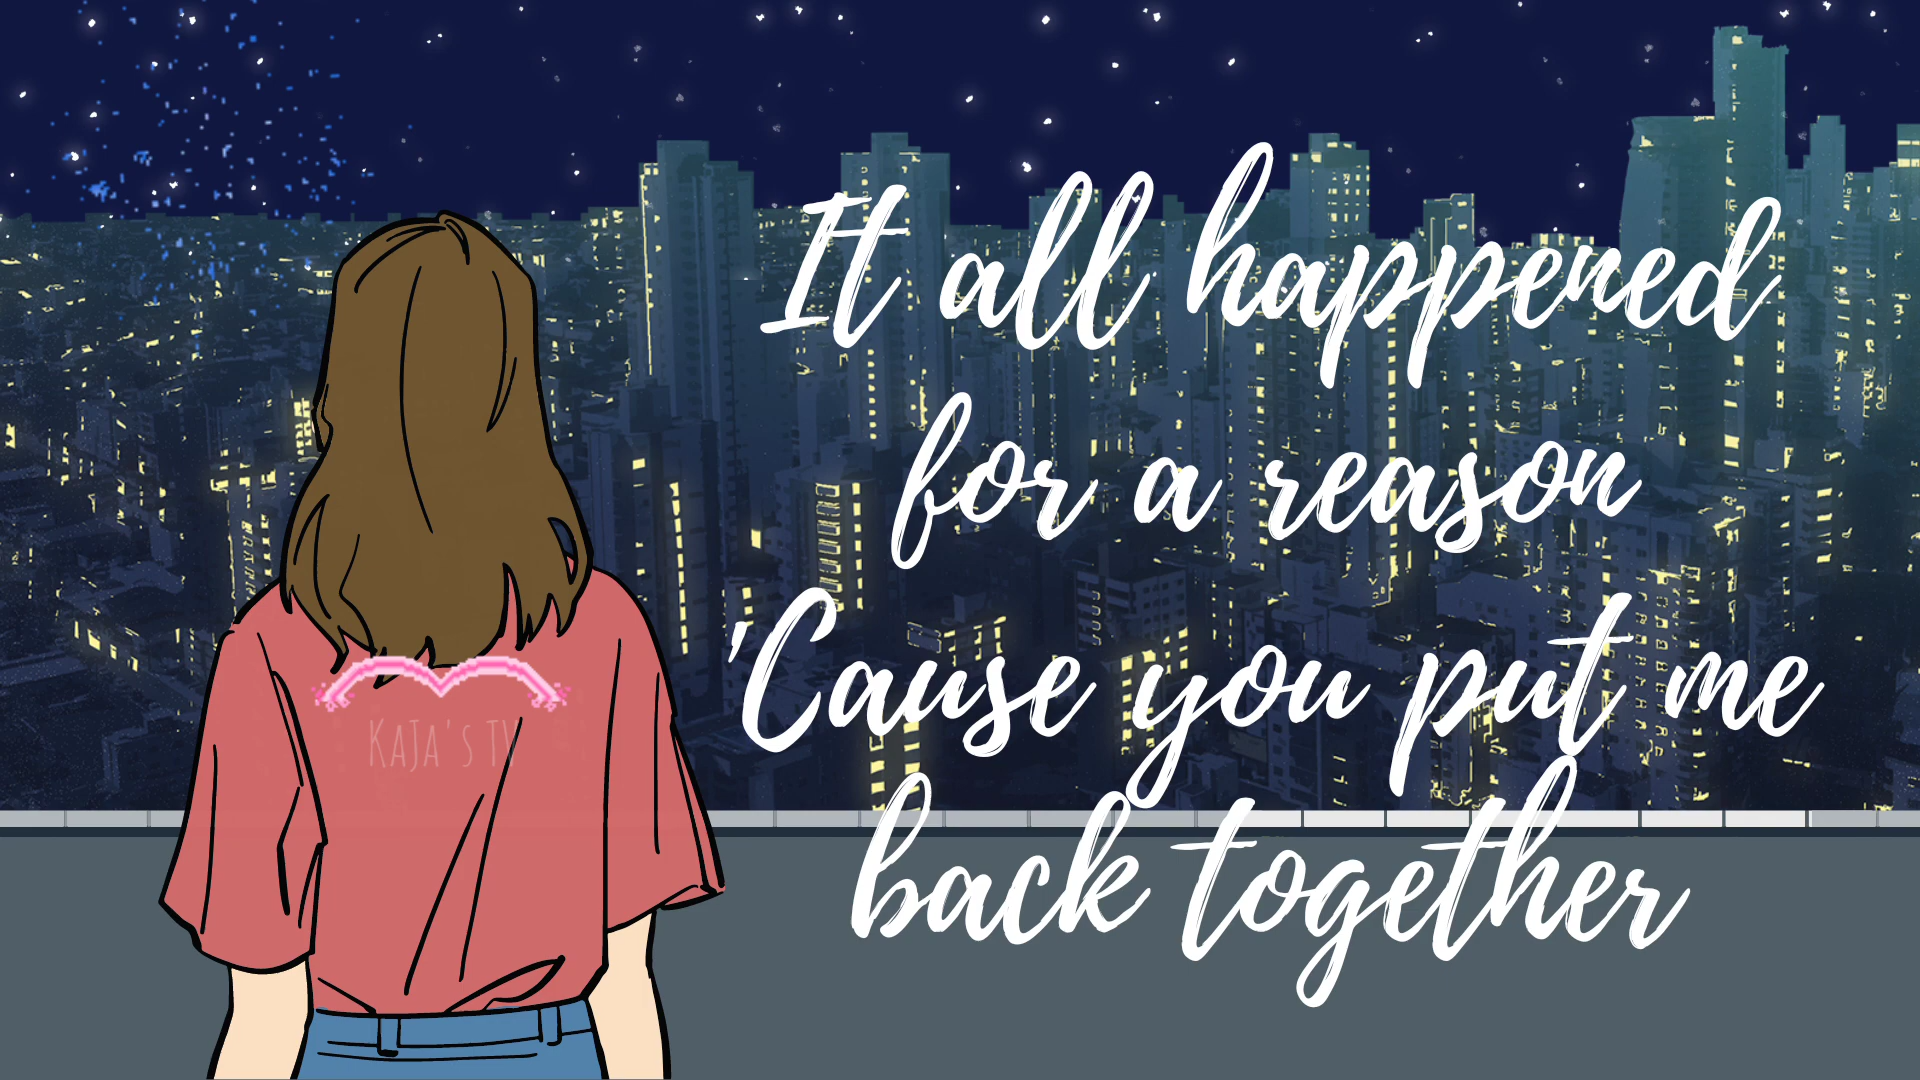 It all happened
for a reason
'Cause you put me
back together
KaJa's TV